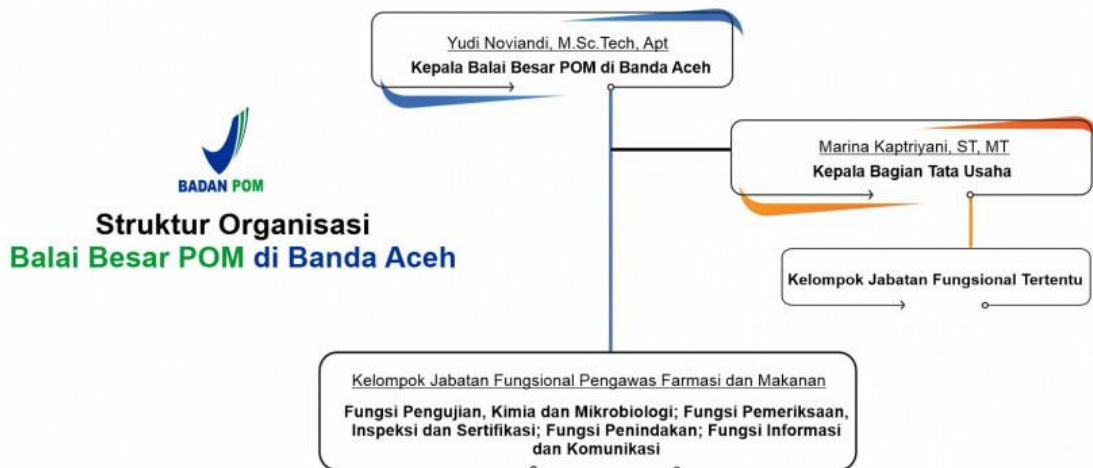 Yudi Noviandi, M.Sc.Tech, Apt
Kepala Balai Besar POM di Banda Aceh
Marina Kaptriyani, ST, MT
Kepala Bagian Tata Usaha
BADAN POM
Struktur Organisasi
Balai Besar POM di Banda Aceh
Kelompok Jabatan Fungsional Tertentu
Kelompok Jabatan Fungsional Pengawas Farmasi dan Makanan
Fungsi Pengujian, Kimia dan Mikrobiologi; Fungsi Pemeriksaan,
Inspeksi dan Sertifikasi; Fungsi Penindakan; Fungsi Informasi
dan Komunikasi